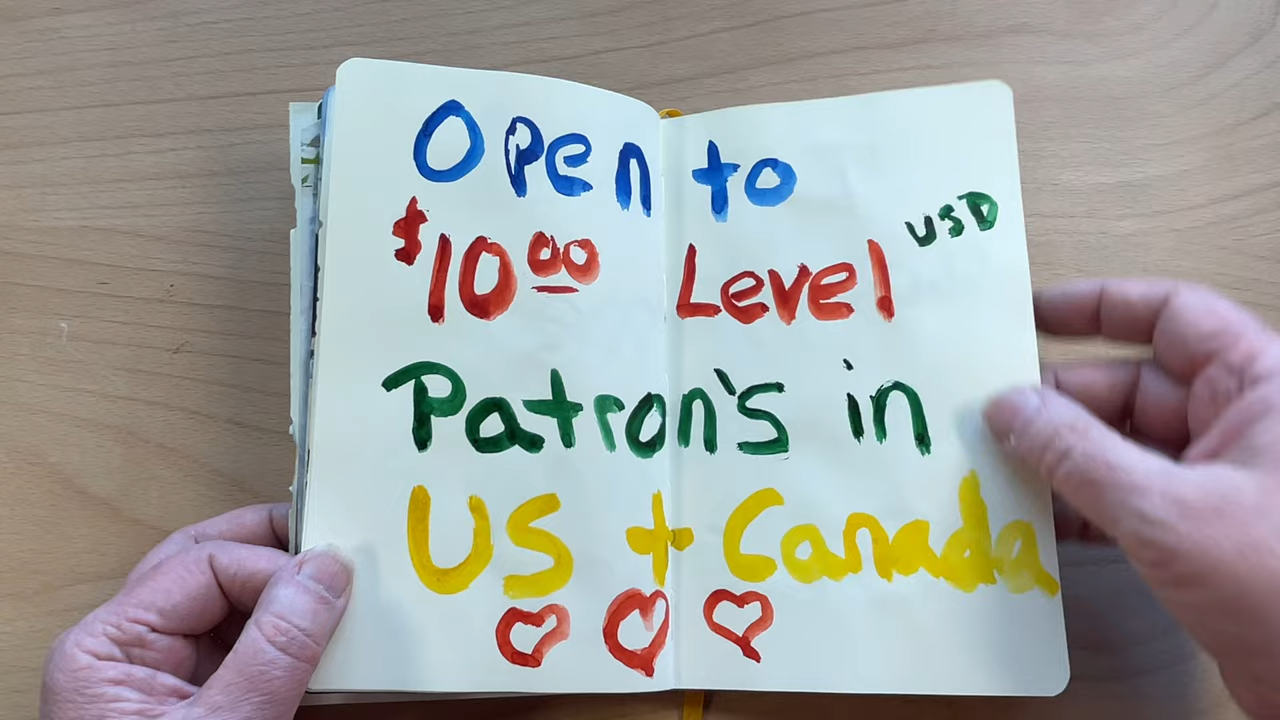 Open to
$10.00 Level USD
Patron's in
US + Canada